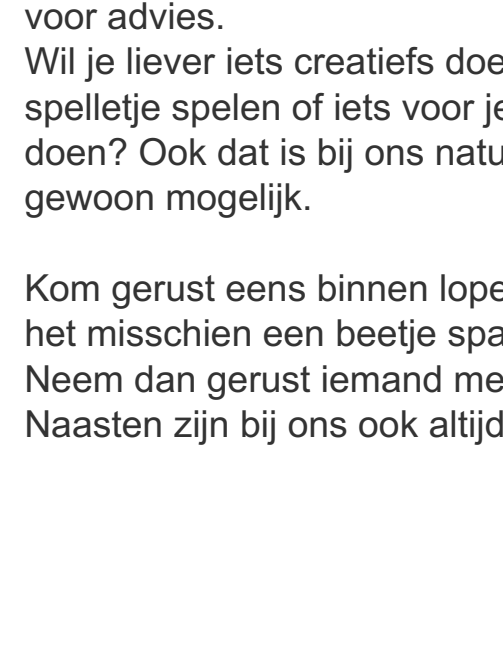 voor advies.
Wil je liever iets creatiefs doe
spelletje spelen of iets voor je
doen? Ook dat is bij ons natu
gewoon mogelijk.
Kom gerust eens binnen lope
het misschien een beetje spa
Neem dan gerust iemand me
Naasten zijn bij ons ook altijd